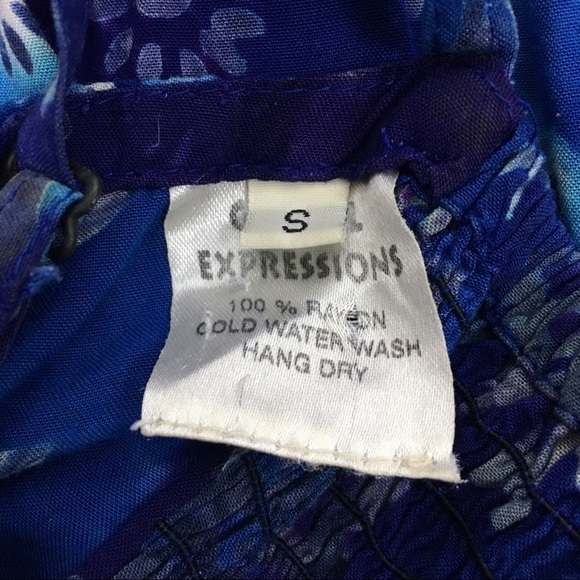 S
EXPRESSIONS
100 % RAYON
COLD WATER WASH
HANG DRY